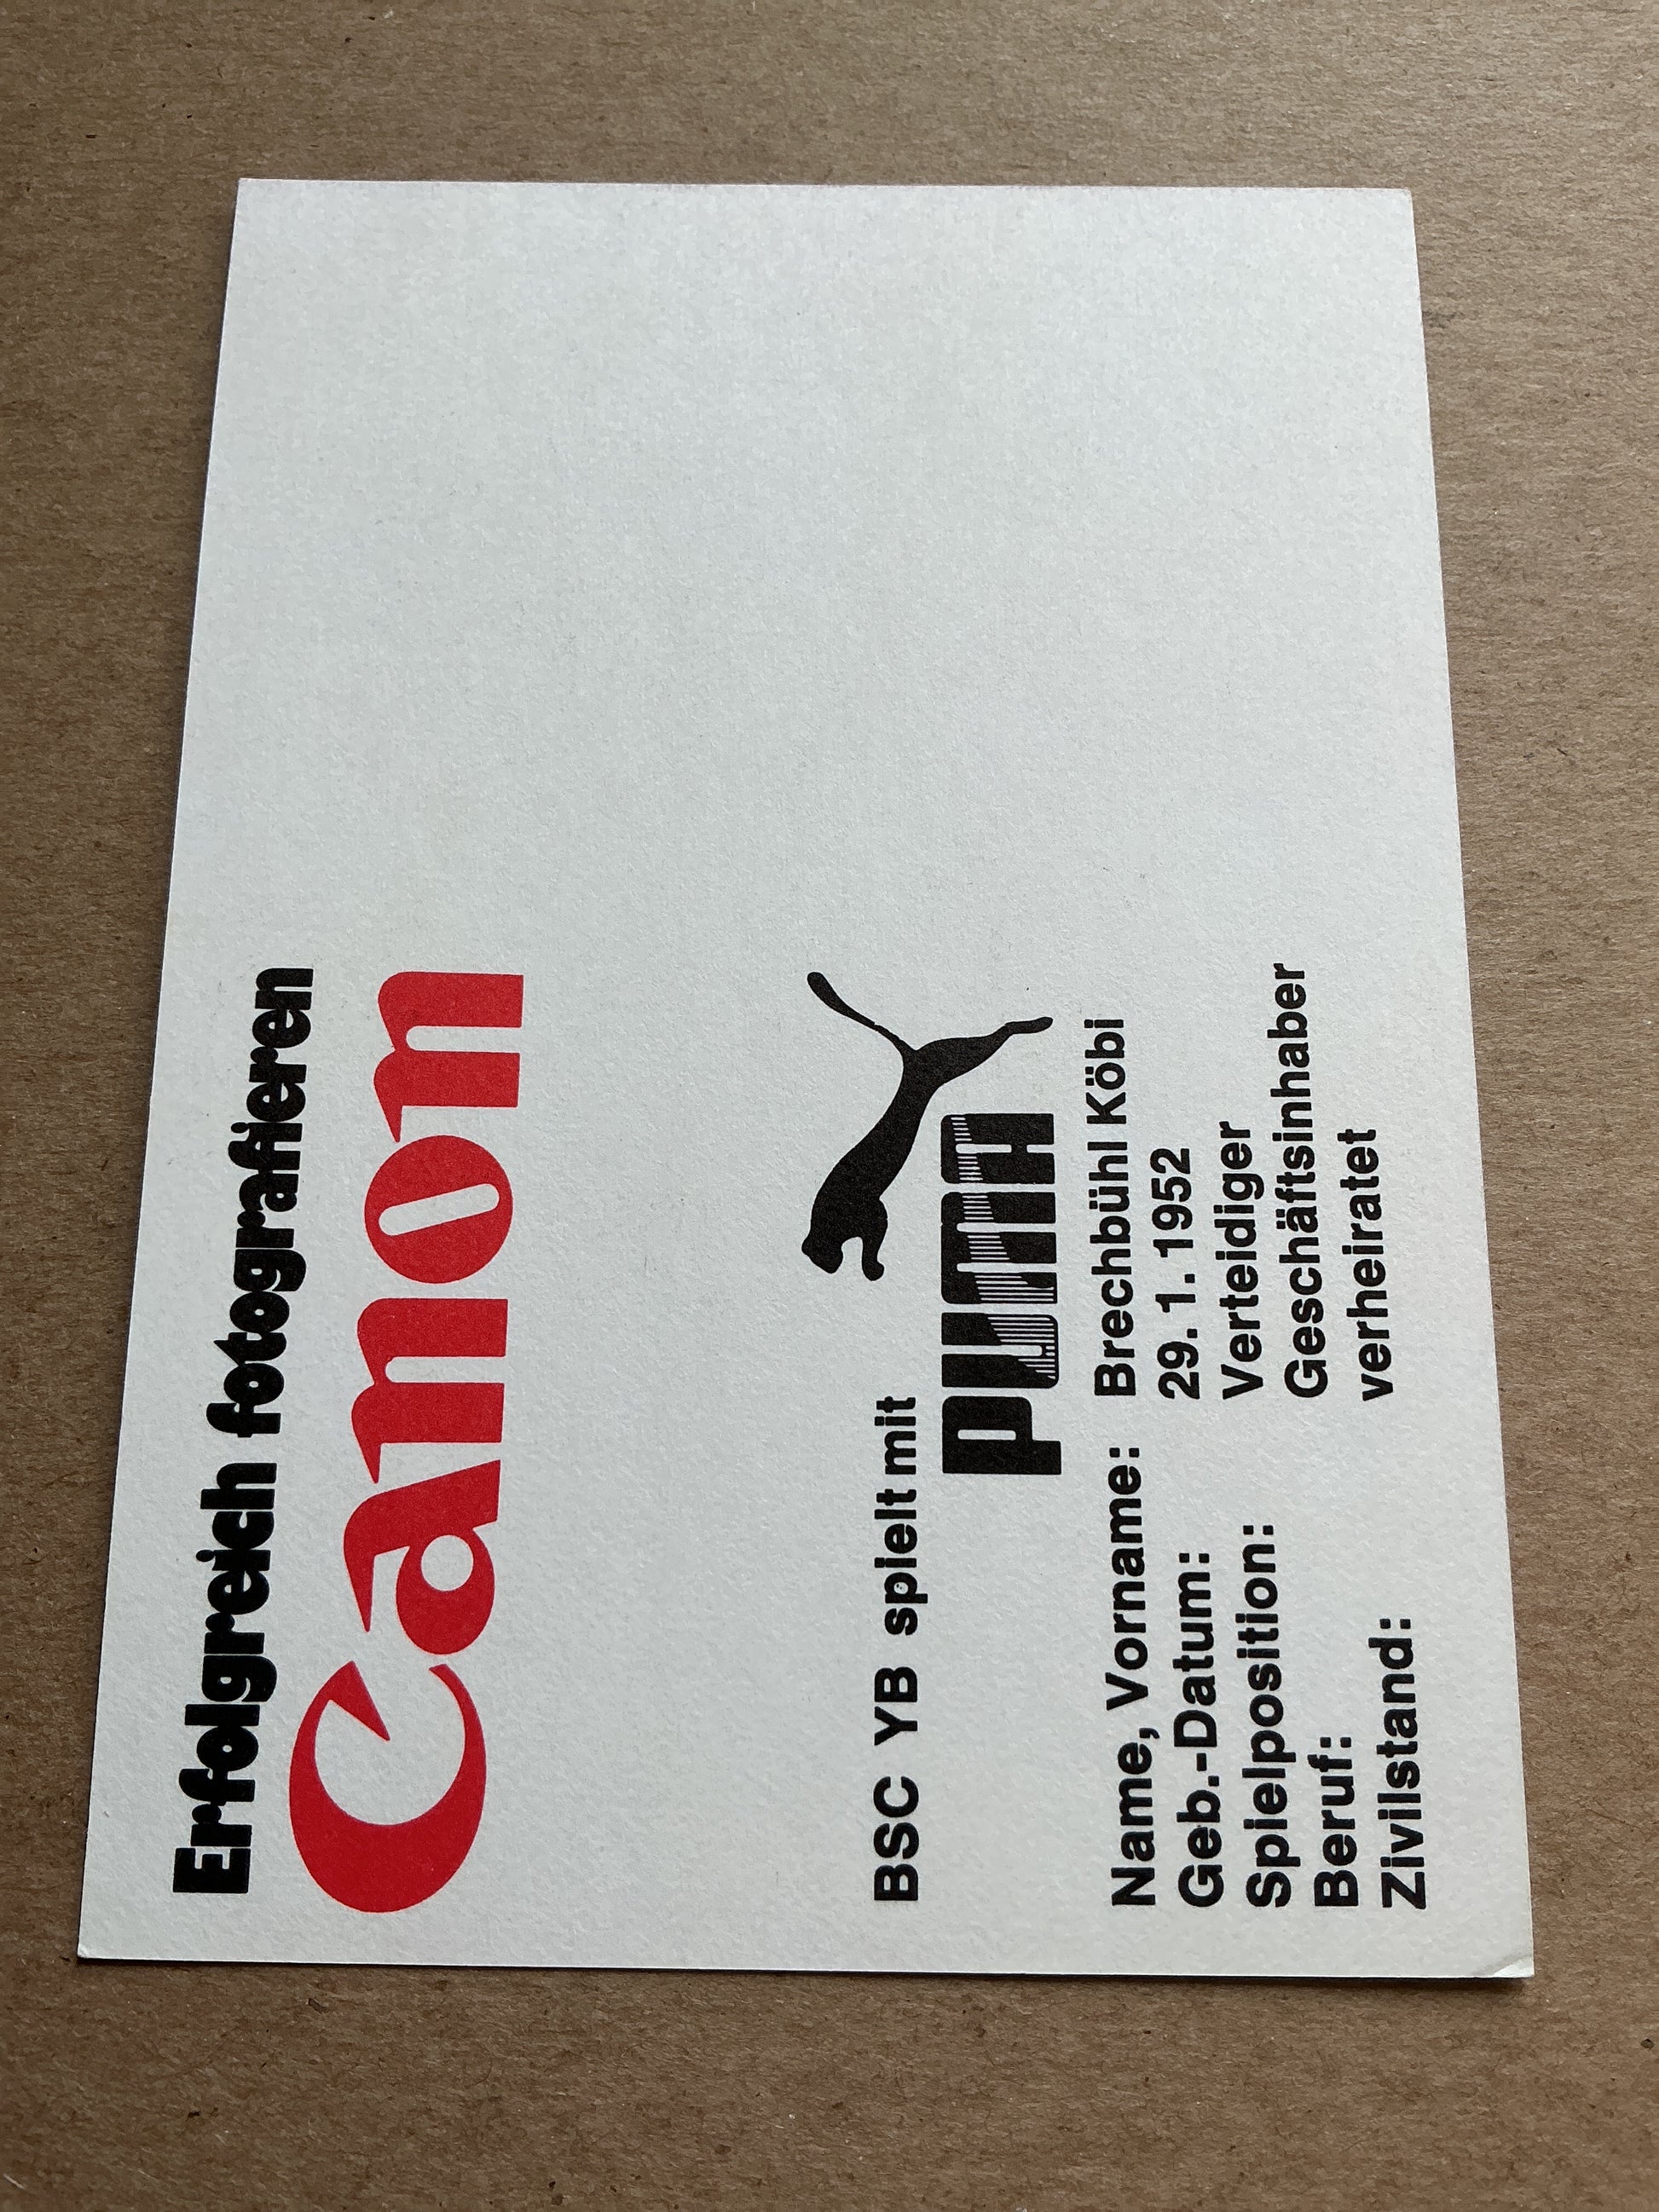 Erfolgreich fotografieren
Canon
BSC YB spielt mit
PUMA
Name, Vorname: Brechbühl Köbi
Geb.-Datum: 29. 1. 1952
Spielposition: Verteidiger
Beruf: Geschäftsinhaber
Zivilstand: verheiratet